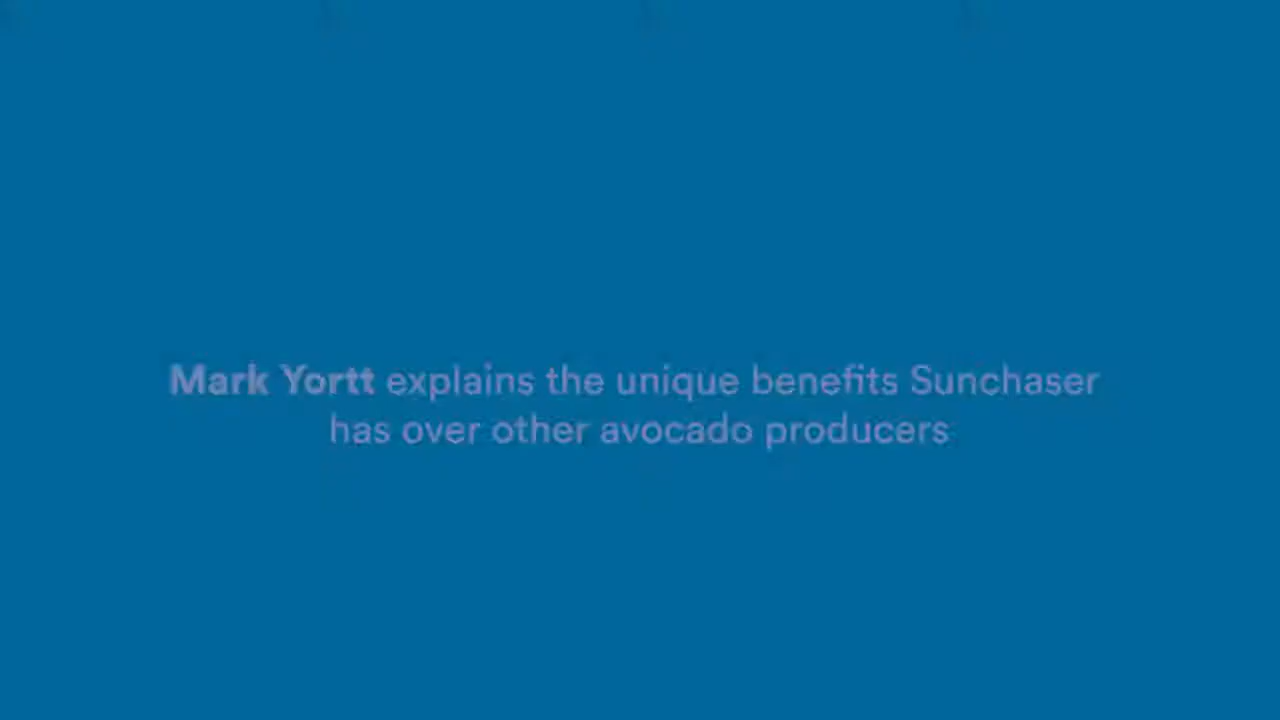 Mark Yortt explains the unique benefits Sunchaser
has over other avocado producers